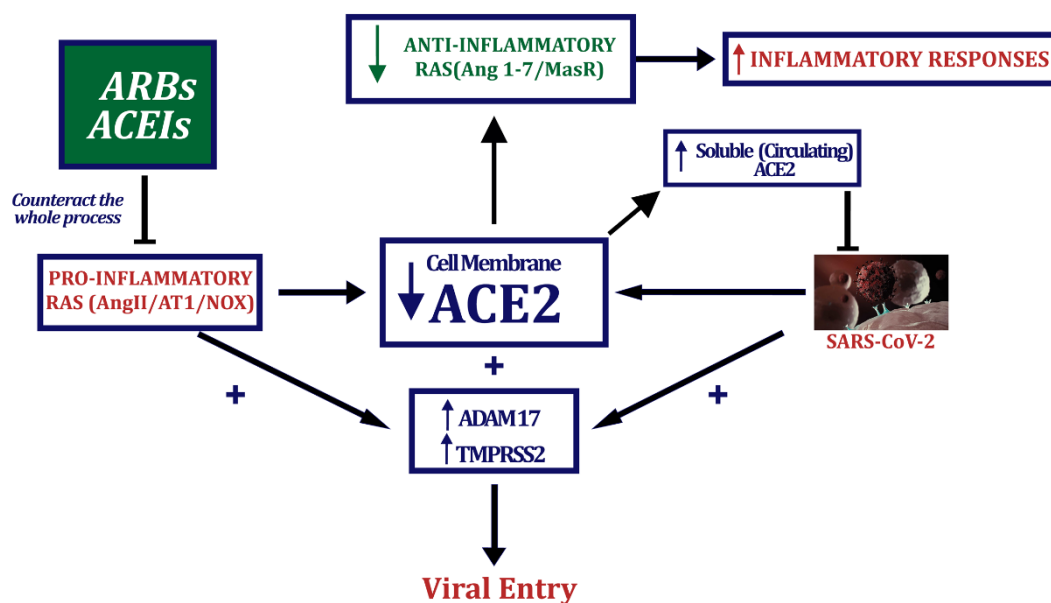 ANTI-INFLAMMATORY
RAS(Ang 1-7/MasR)
INFLAMMATORY RESPONSES
ARBs
ACEIs
Soluble (Circulating)
ACE2
Counteract the
whole process
Cell Membrane
ACE2
PRO-INFLAMMATORY
RAS (AngII/AT1/NOX)
SARS-CoV-2
+
+
+
ADAM17
TMPRSS2
Viral Entry